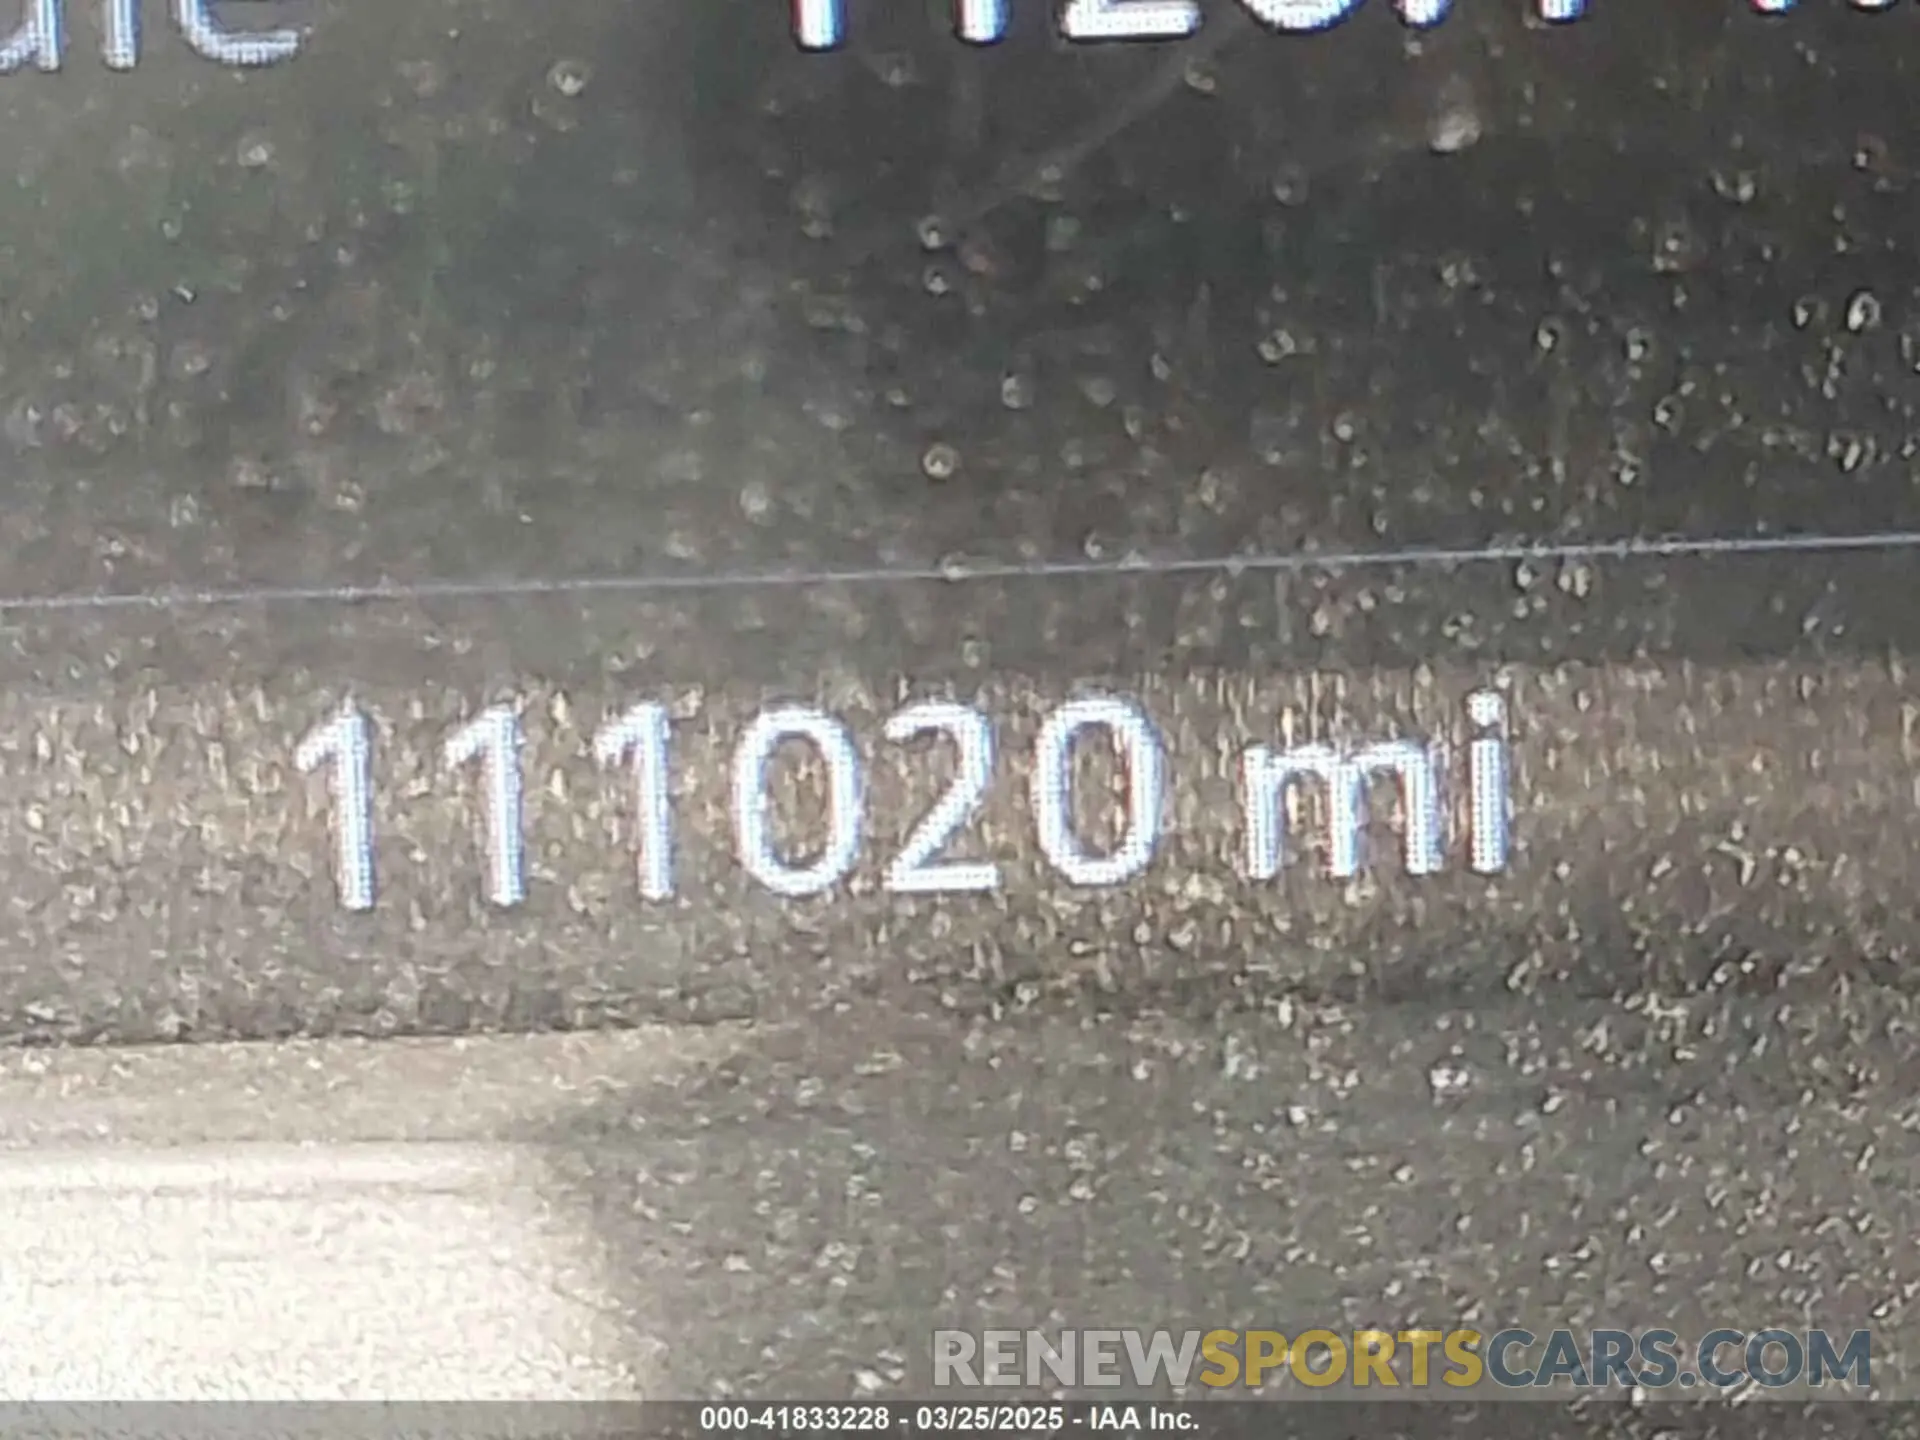 111020 mi
RENEWSPORTSCARS.COM
000-41833228 - 03/25/2025 - IAA Inc.